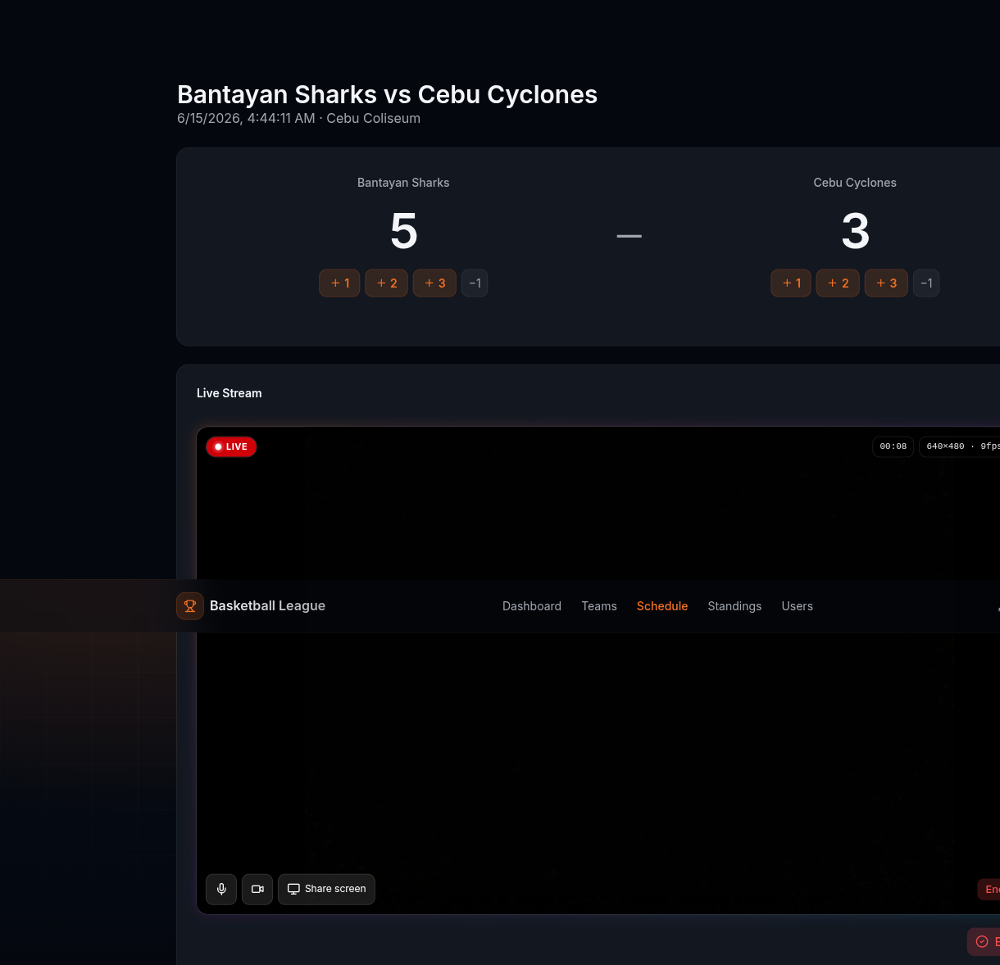 Bantayan Sharks vs Cebu Cyclones
6/15/2026, 4:44:11 AM · Cebu Coliseum
Bantayan Sharks
Cebu Cyclones
5
—
3
+ 1
+ 2
+ 3
−1
+ 1
+ 2
+ 3
−1
Live Stream
LIVE
00:08
640×480 · 9fps
Basketball League
Dashboard
Teams
Schedule
Standings
Users
Share screen